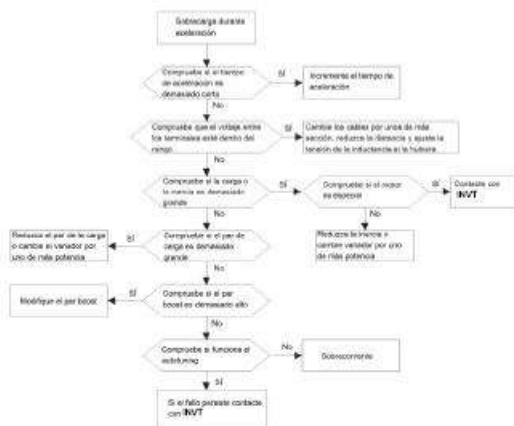 Sobrecarga durante
aceleración
Compruebe si el tiempo
de aceleración es
demasiado corto
Sí
Incremente el tiempo de
aceleración
No
Compruebe que el voltaje entre
los terminales esté dentro del
rango
Sí
Cambie los cables por unos de más
sección, reduzca la distancia y ajuste la
tensión de la inductancia si la hubiera
No
Compruebe si la carga o
la inercia es demasiado
grande
Sí
Compruebe si el motor
es especial
Sí
Contacte con
INVT
No
No
Reduzca la inercia o
cambie variador por uno
de más potencia
Compruebe si el par de
carga es demasiado
grande
Sí
Reduzca el par de la carga
o cambie el variador por
uno de más potencia
No
Compruebe si el par
boost es demasiado alto
Sí
Modifique el par boost
No
Compruebe si funciona el
autotuning
No
Sobrecorriente
Sí
Si el fallo persiste contacte
con INVT